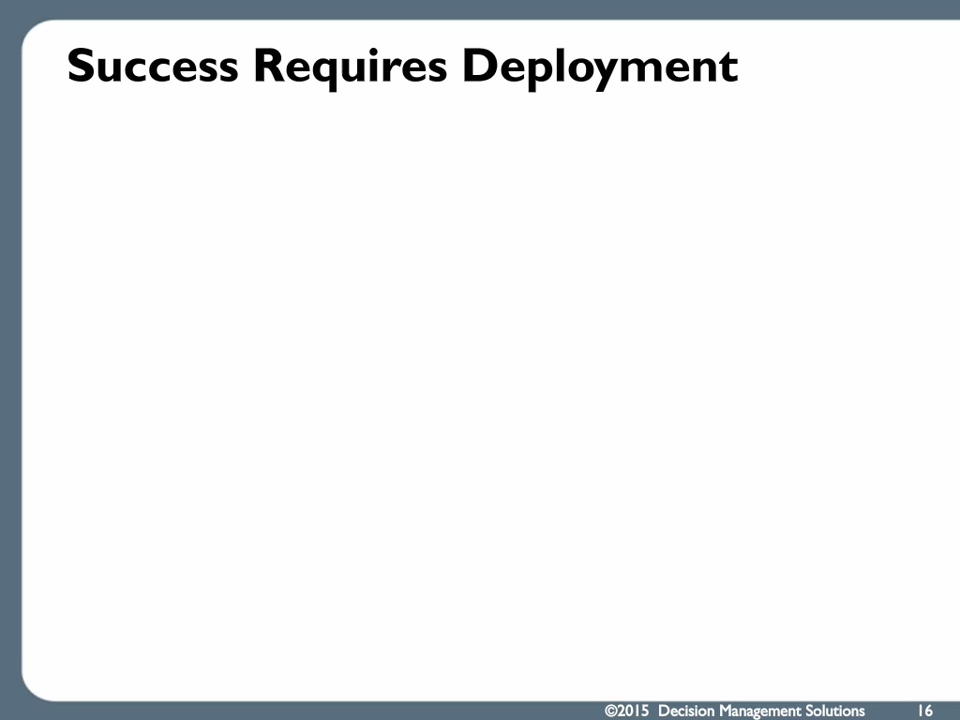 Success Requires Deployment
©2015 Decision Management Solutions 16